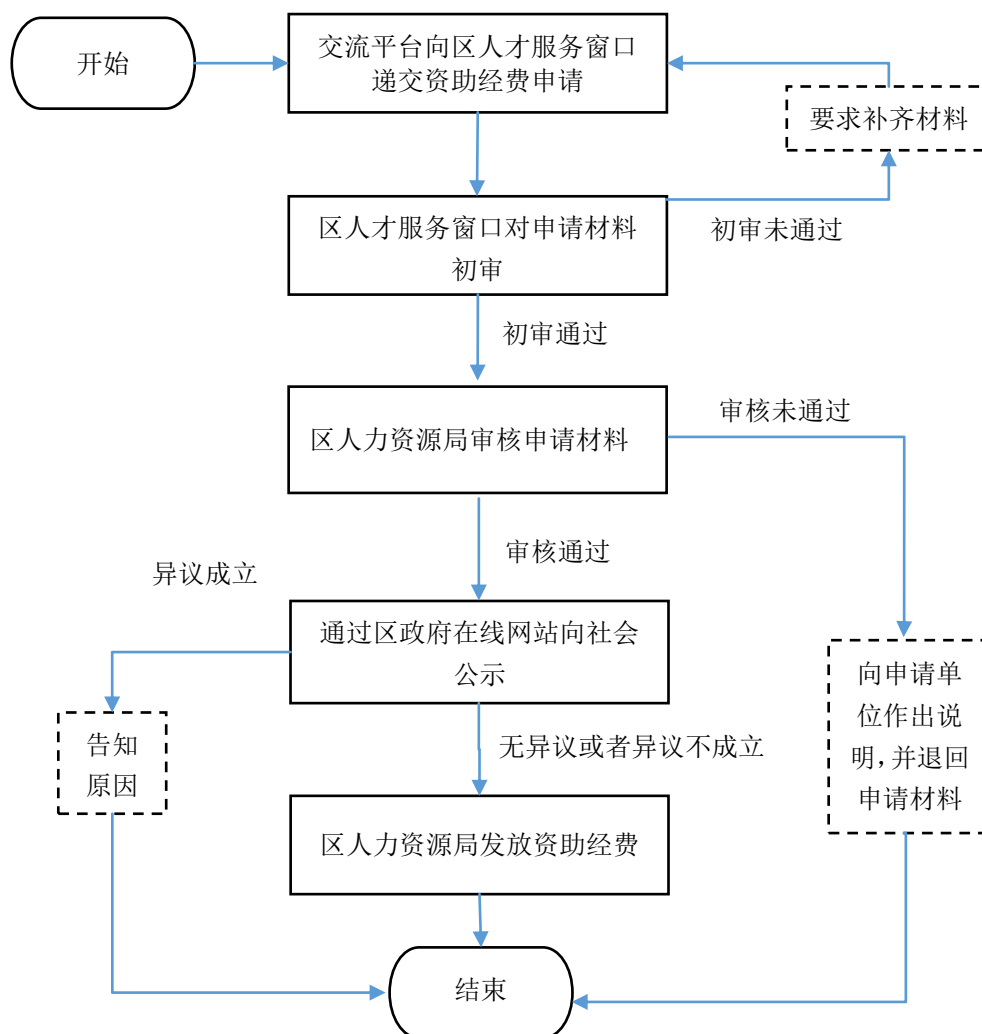 开始
交流平台向区人才服务窗口
递交资助经费申请
要求补齐材料
区人才服务窗口对申请材料
初审
初审未通过
初审通过
区人力资源局审核申请材料
审核未通过
审核通过
异议成立
通过区政府在线网站向社会
公示
告知
原因
无异议或者异议不成立
向申请单
位作出说
明,并退回
申请材料
区人力资源局发放资助经费
结束